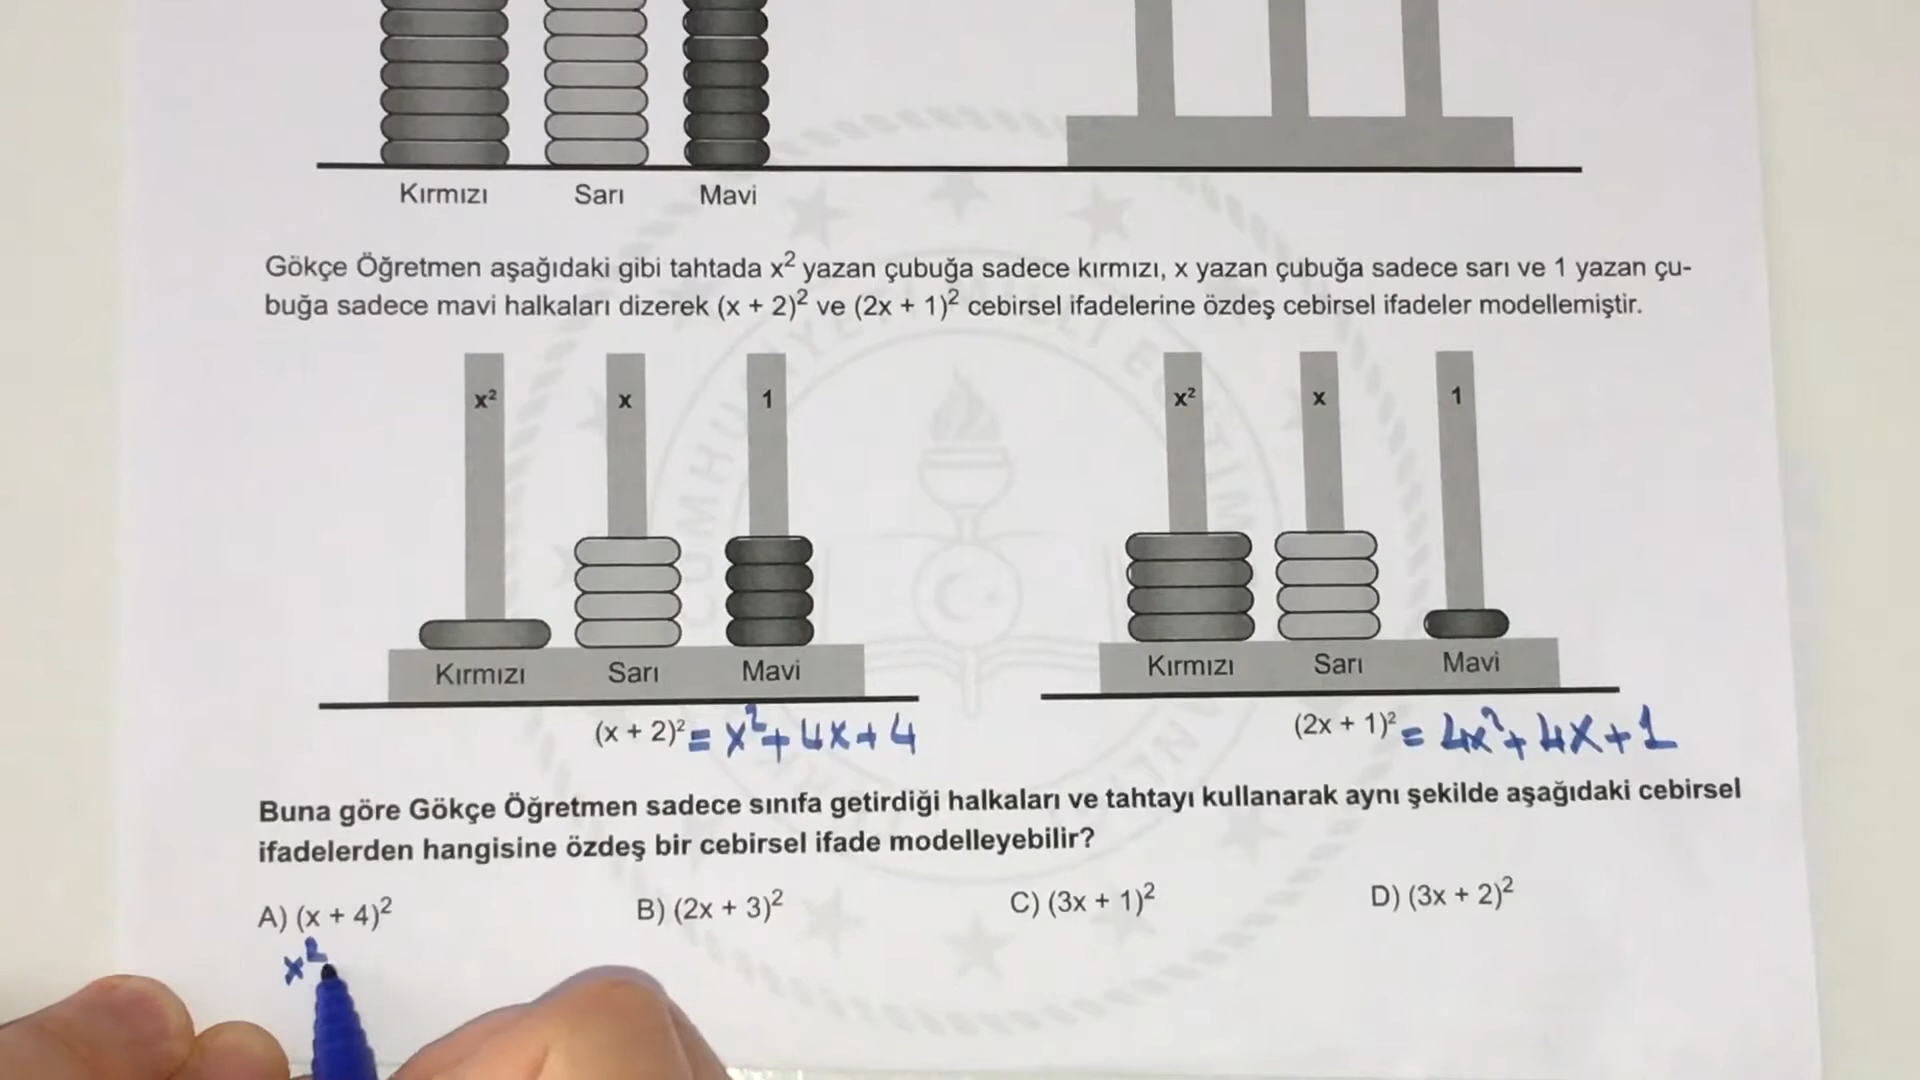 Kırmızı Sarı Mavi
Gökçe Öğretmen aşağıdaki gibi tahtada x² yazan çubuğa sadece kırmızı, x yazan çubuğa sadece sarı ve 1 yazan çu-
buğa sadece mavi halkaları dizerek (x + 2)² ve (2x + 1)² cebirsel ifadelerine özdeş cebirsel ifadeler modellemiştir.
x² x 1 x² x 1
Kırmızı Sarı Mavi Kırmızı Sarı Mavi
(x + 2)² = x² + 4x + 4 (2x + 1)² = 4x² + 4x + 1
Buna göre Gökçe Öğretmen sadece sınıfa getirdiği halkaları ve tahtayı kullanarak aynı şekilde aşağıdaki cebirsel
ifadelerden hangisine özdeş bir cebirsel ifade modelleyebilir?
A) (x + 4)² B) (2x + 3)² C) (3x + 1)² D) (3x + 2)²
x²